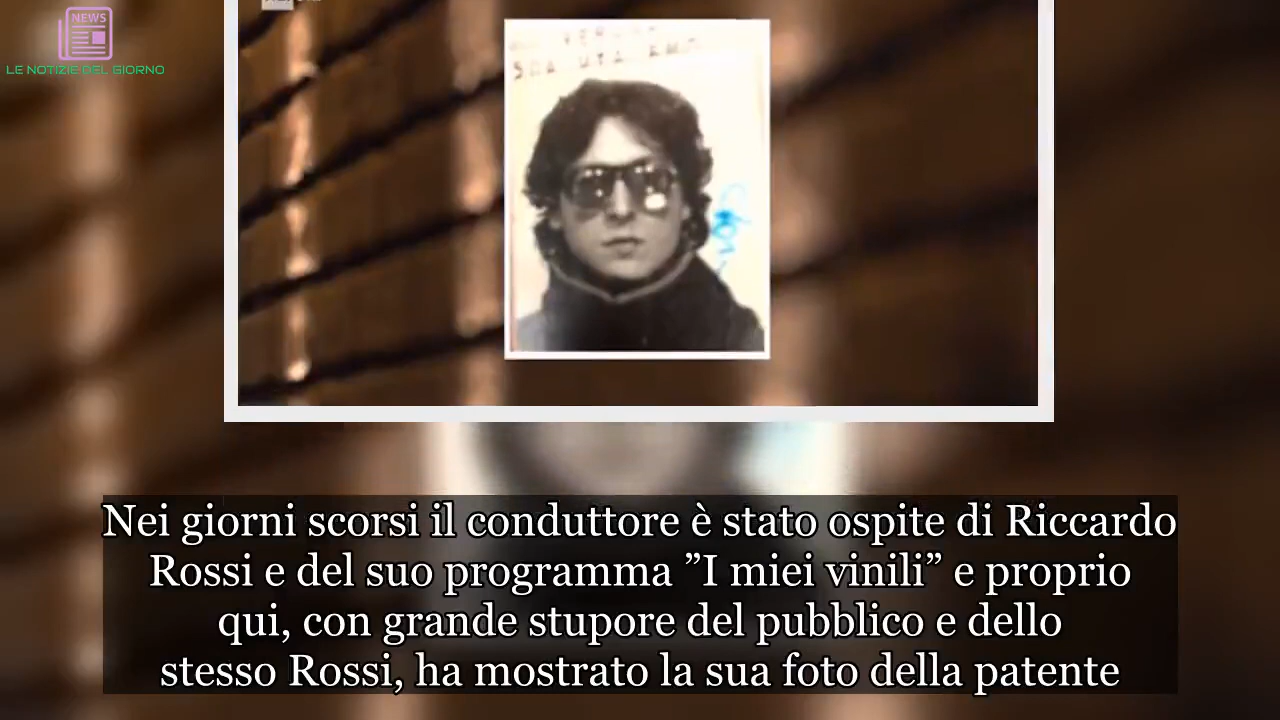 NEWS
LE NOTIZIE DEL GIORNO
Nei giorni scorsi il conduttore è stato ospite di Riccardo
Rossi e del suo programma ”I miei vinili” e proprio
qui, con grande stupore del pubblico e dello
stesso Rossi, ha mostrato la sua foto della patente